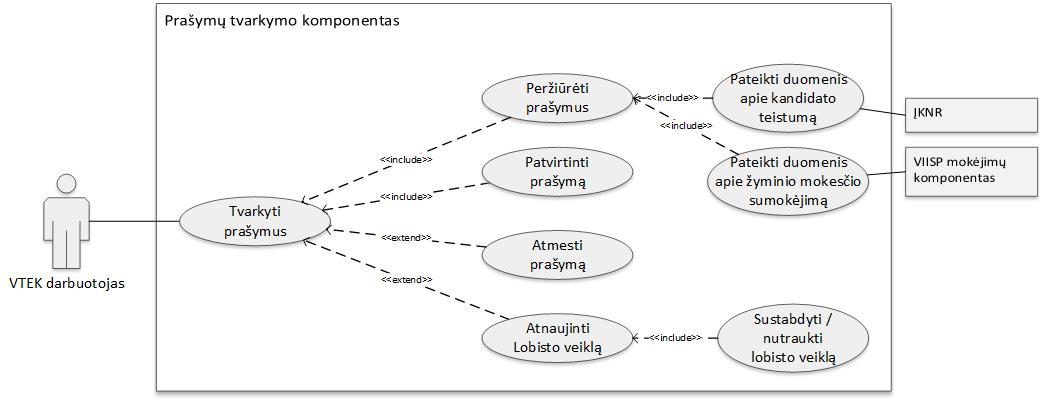 Prašymų tvarkymo komponentas
Peržiūrėti
prašymus
Pateikti duomenis
apie kandidato
teistumą
<<include>>
<<include>>
ĮKNR
VIISP mokėjimų
komponentas
Pateikti duomenis
apie žyminio mokesčio
sumokėjimą
<<include>>
Patvirtinti
prašymą
<<include>>
Tvarkyti
prašymus
VTEK darbuotojas
<<extend>>
Atmesti
prašymą
<<extend>>
Atnaujinti
Lobisto veiklą
<<include>>
Sustabdyti /
nutraukti
lobisto veiklą